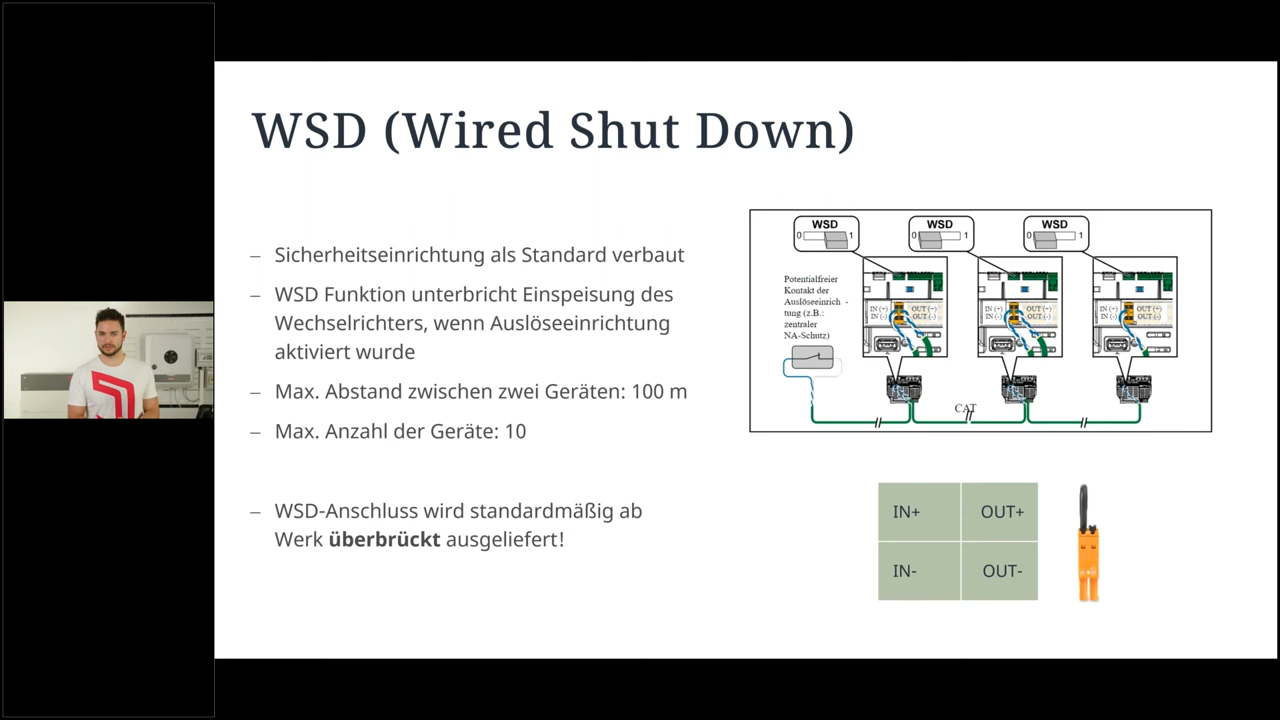 WSD (Wired Shut Down)
– Sicherheitseinrichtung als Standard verbaut
– WSD Funktion unterbricht Einspeisung des
Wechselrichters, wenn Auslöseeinrichtung
aktiviert wurde
– Max. Abstand zwischen zwei Geräten: 100 m
– Max. Anzahl der Geräte: 10
– WSD-Anschluss wird standardmäßig ab
Werk überbrückt ausgeliefert!
WSD
0 1
WSD
0 1
WSD
0 1
Potentialfreier
Kontakt der
Auslöseeinrich -
tung (z.B.:
zentraler
NA-Schutz)
IN (+) OUT (+)
IN (-) OUT (-)
IN (+) OUT (+)
IN (-) OUT (-)
IN (+) OUT (+)
IN (-) OUT (-)
CAT
IN+ OUT+
IN- OUT-